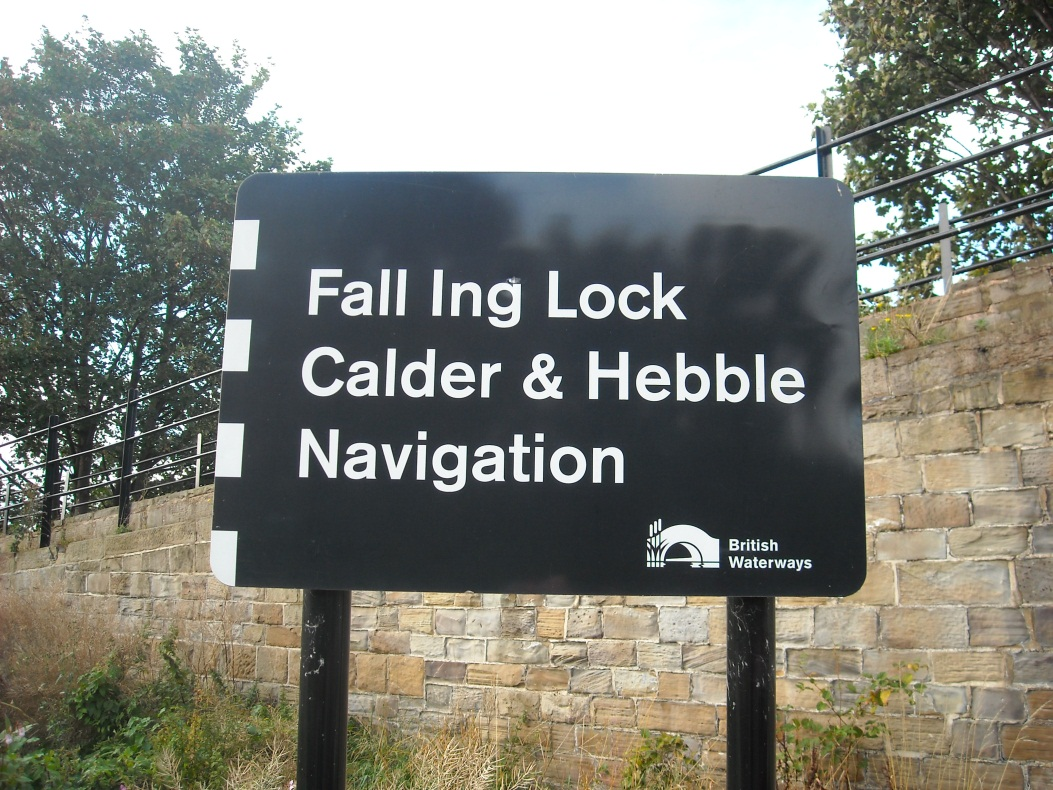 Fall Ing Lock
Calder & Hebble
Navigation
British
Waterways